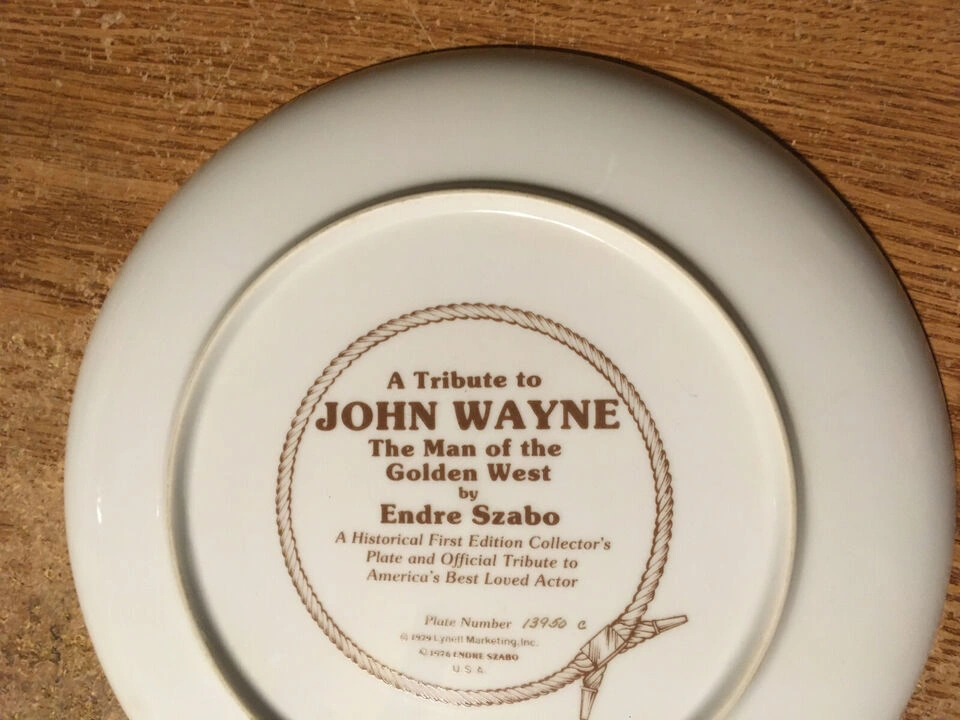 A Tribute to
JOHN WAYNE
The Man of the
Golden West
by
Endre Szabo
A Historical First Edition Collector's
Plate and Official Tribute to
America's Best Loved Actor
Plate Number 13950 c
© 1979 Lynell Marketing, Inc.
© 1976 ENDRE SZABO
U.S.A.